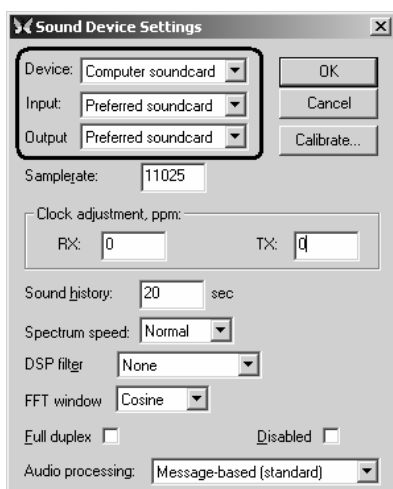 Sound Device Settings
Device: Computer soundcard OK
Input: Preferred soundcard Cancel
Output Preferred soundcard Calibrate...
Samplerate: 11025
Clock adjustment, ppm:
RX: 0 TX: 0
Sound history: 20 sec
Spectrum speed: Normal
DSP filter None
FFT window Cosine
Full duplex Disabled
Audio processing: Message-based (standard)